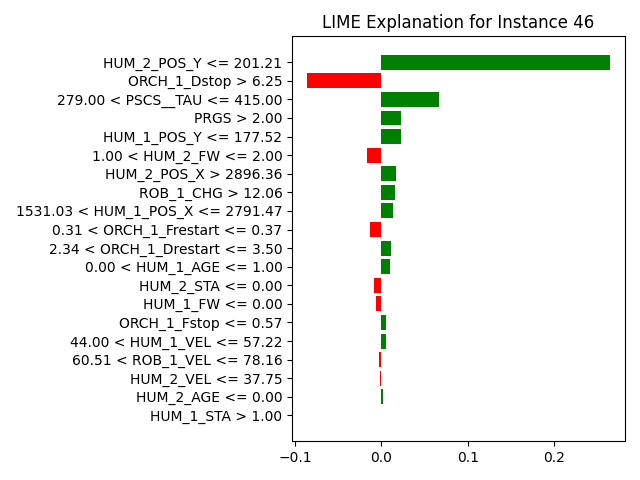 LIME Explanation for Instance 46
HUM_2_POS_Y <= 201.21
ORCH_1_Dstop > 6.25
279.00 < PSCS__TAU <= 415.00
PRGS > 2.00
HUM_1_POS_Y <= 177.52
1.00 < HUM_2_FW <= 2.00
HUM_2_POS_X > 2896.36
ROB_1_CHG > 12.06
1531.03 < HUM_1_POS_X <= 2791.47
0.31 < ORCH_1_Frestart <= 0.37
2.34 < ORCH_1_Drestart <= 3.50
0.00 < HUM_1_AGE <= 1.00
HUM_2_STA <= 0.00
HUM_1_FW <= 0.00
ORCH_1_Fstop <= 0.57
44.00 < HUM_1_VEL <= 57.22
60.51 < ROB_1_VEL <= 78.16
HUM_2_VEL <= 37.75
HUM_2_AGE <= 0.00
HUM_1_STA > 1.00
−0.1 0.0 0.1 0.2